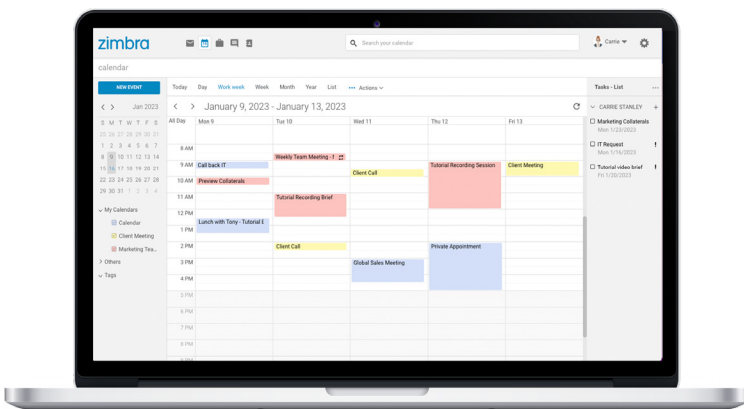 zimbra
Search your calendar
Carrie
calendar
NEW EVENT
Today Day Work week Week Month Year List ••• Actions
Tasks - List
Jan 2023
January 9, 2023 - January 13, 2023
CARRIE STANLEY
S M T W T F S
25 26 27 28 29 30 31
1 2 3 4 5 6 7
8 9 10 11 12 13 14
15 16 17 18 19 20 21
22 23 24 25 26 27 28
29 30 31 1 2 3 4
My Calendars
Calendar
Client Meeting
Marketing Tea...
Others
Tags
All Day Mon 9 Tue 10 Wed 11 Thu 12 Fri 13
8 AM
Weekly Team Meeting - !
9 AM Call back IT Tutorial Recording Session Client Meeting
Client Call
10 AM Preview Collaterals
11 AM Tutorial Recording Brief
12 PM
Lunch with Tony - Tutorial
1 PM
2 PM Client Call Private Appointment
3 PM Global Sales Meeting
4 PM
5 PM
6 PM
7 PM
8 PM
9 PM
Marketing Collaterals
Mon 1/23/2023
IT Request !
Mon 1/16/2023
Tutorial video brief !
Fri 1/20/2023